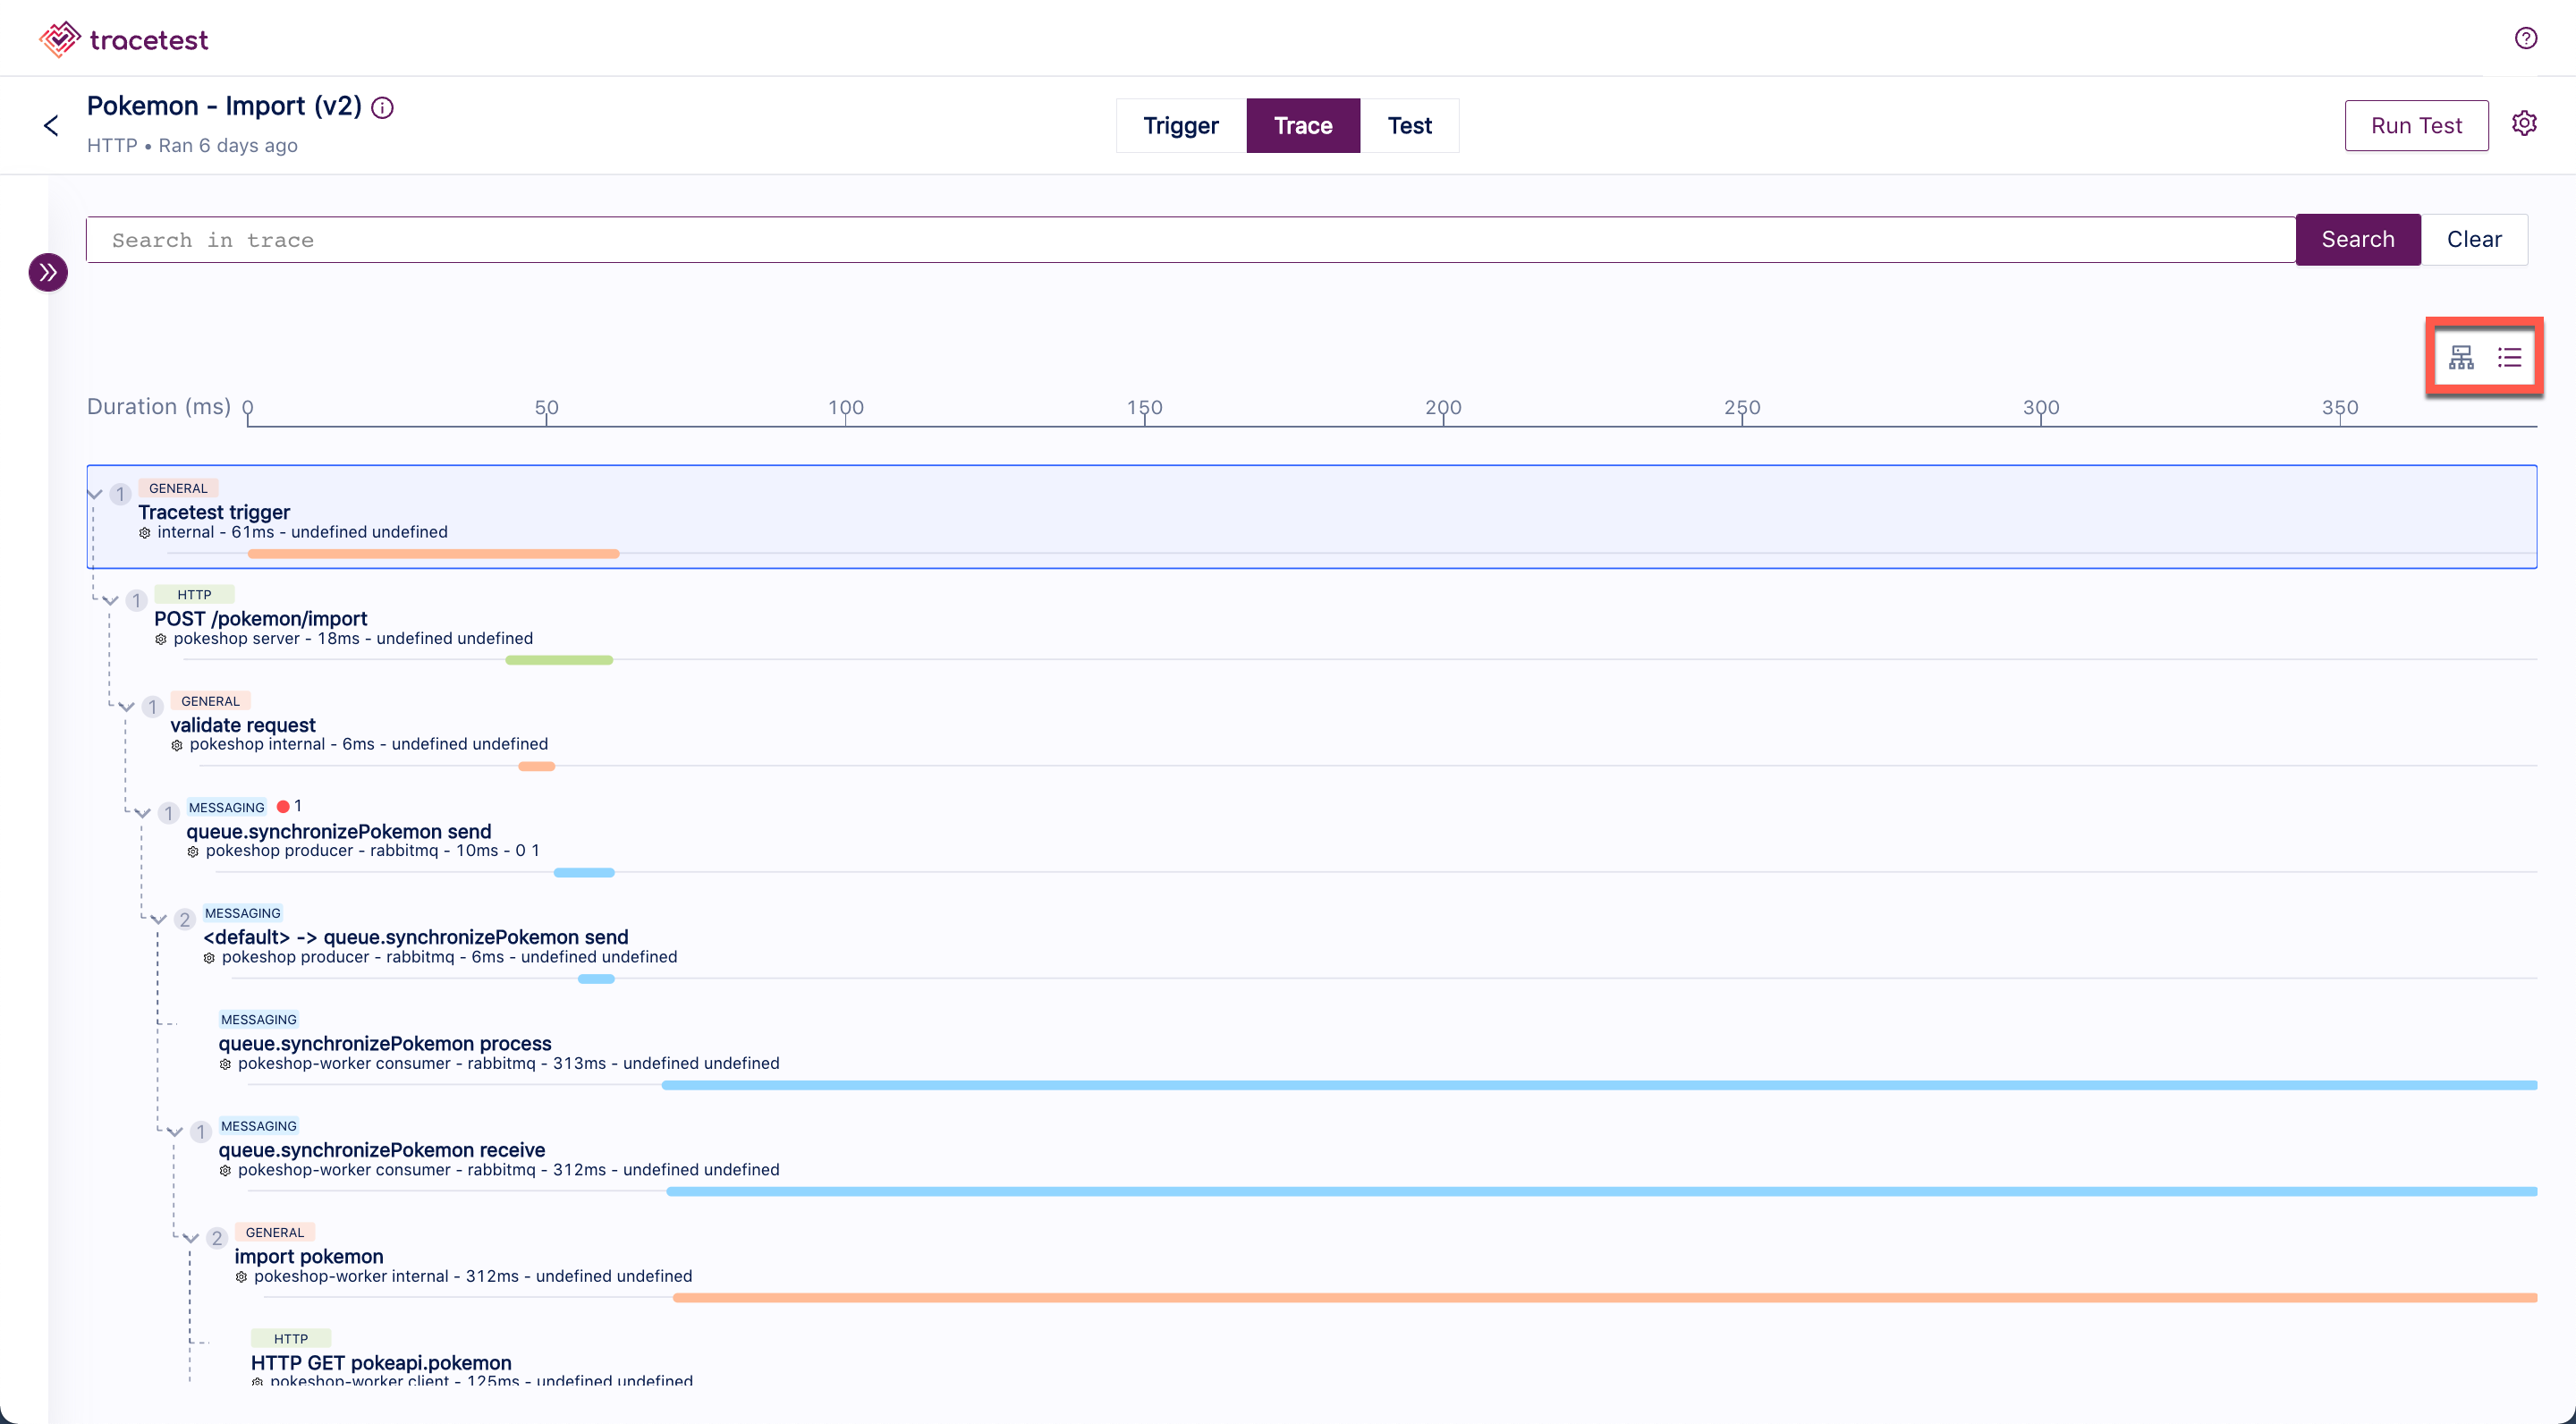 tracetest
Pokemon - Import (v2)
HTTP • Ran 6 days ago
Trigger Trace Test
Run Test
Search in trace
Search Clear
Duration (ms) 0 50 100 150 200 250 300 350
1 GENERAL
Tracetest trigger
internal - 61ms - undefined undefined
1 HTTP
POST /pokemon/import
pokeshop server - 18ms - undefined undefined
1 GENERAL
validate request
pokeshop internal - 6ms - undefined undefined
1 MESSAGING 1
queue.synchronizePokemon send
pokeshop producer - rabbitmq - 10ms - 0 1
2 MESSAGING
<default> -> queue.synchronizePokemon send
pokeshop producer - rabbitmq - 6ms - undefined undefined
MESSAGING
queue.synchronizePokemon process
pokeshop-worker consumer - rabbitmq - 313ms - undefined undefined
1 MESSAGING
queue.synchronizePokemon receive
pokeshop-worker consumer - rabbitmq - 312ms - undefined undefined
2 GENERAL
import pokemon
pokeshop-worker internal - 312ms - undefined undefined
HTTP
HTTP GET pokeapi.pokemon
pokeshop-worker client - 125ms - undefined undefined